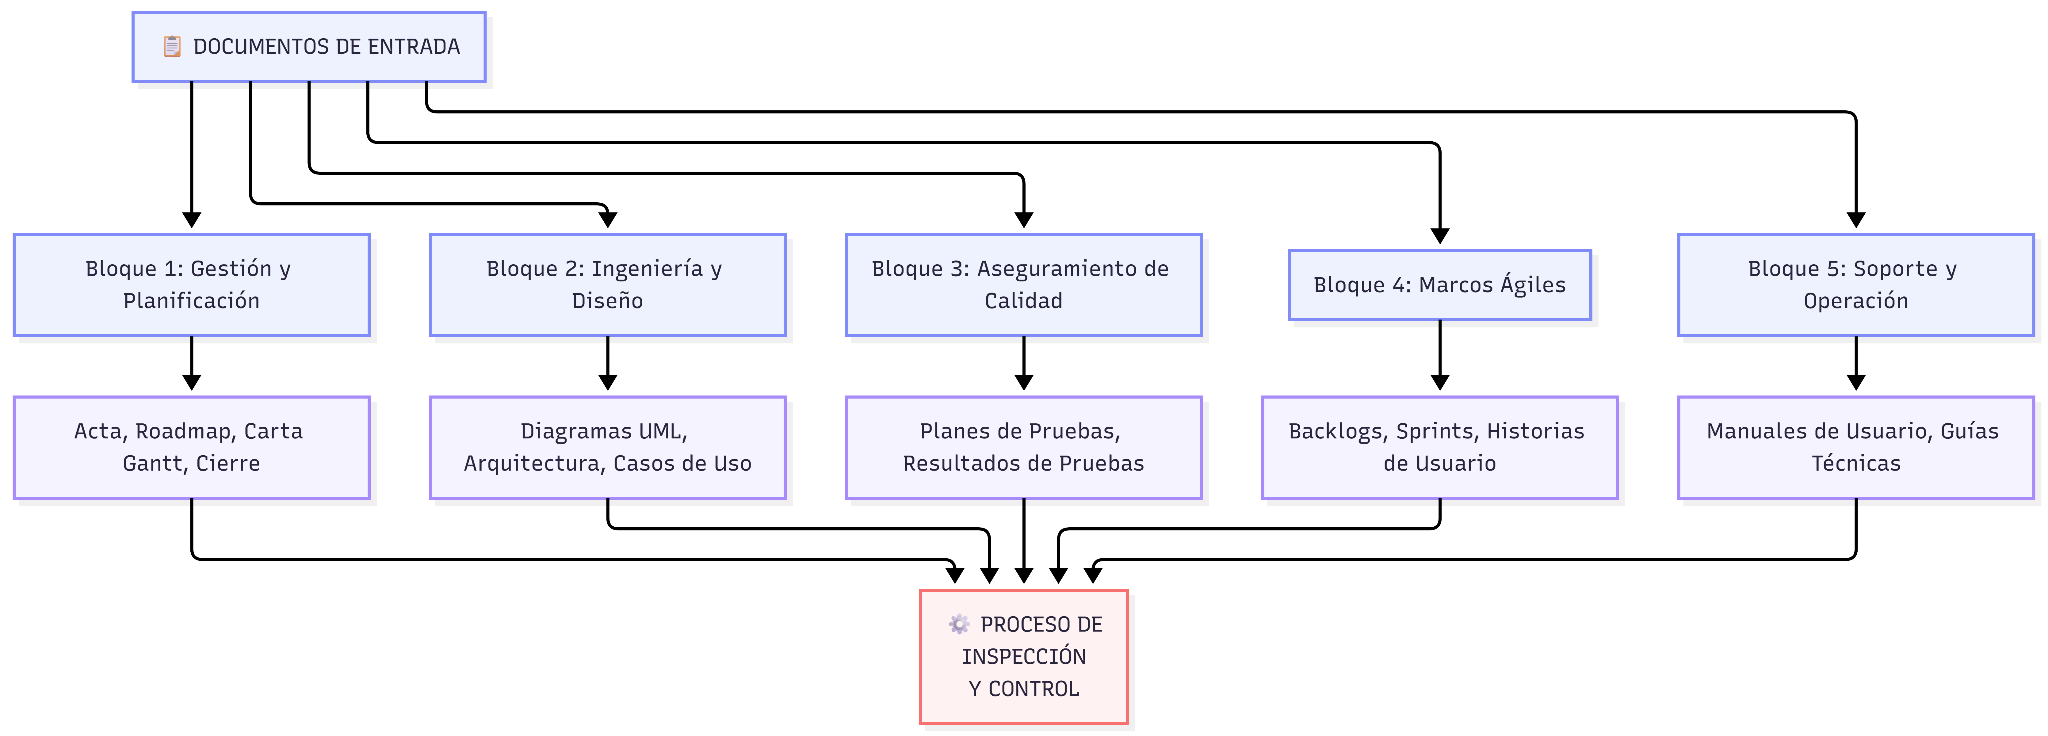 📋 DOCUMENTOS DE ENTRADA
Bloque 1: Gestión y
Planificación
Bloque 2: Ingeniería y
Diseño
Bloque 3: Aseguramiento de
Calidad
Bloque 4: Marcos Ágiles
Bloque 5: Soporte y
Operación
Acta, Roadmap, Carta
Gantt, Cierre
Diagramas UML,
Arquitectura, Casos de Uso
Planes de Pruebas,
Resultados de Pruebas
Backlogs, Sprints, Historias
de Usuario
Manuales de Usuario, Guías
Técnicas
⚙️ PROCESO DE
INSPECCIÓN
Y CONTROL